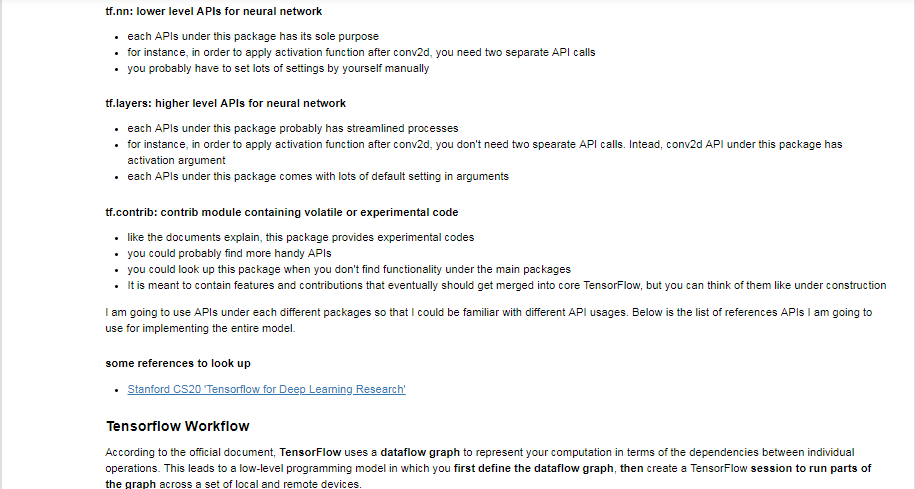 tf.nn: lower level APIs for neural network
• each APIs under this package has its sole purpose
• for instance, in order to apply activation function after conv2d, you need two separate API calls
• you probably have to set lots of settings by yourself manually
tf.layers: higher level APIs for neural network
• each APIs under this package probably has streamlined processes
• for instance, in order to apply activation function after conv2d, you don't need two spearate API calls. Intead, conv2d API under this package has
activation argument
• each APIs under this package comes with lots of default setting in arguments
tf.contrib: contrib module containing volatile or experimental code
• like the documents explain, this package provides experimental codes
• you could probably find more handy APIs
• you could look up this package when you don't find functionality under the main packages
• It is meant to contain features and contributions that eventually should get merged into core TensorFlow, but you can think of them like under construction
I am going to use APIs under each different packages so that I could be familiar with different API usages. Below is the list of references APIs I am going to
use for implementing the entire model.
some references to look up
• Stanford CS20 'Tensorflow for Deep Learning Research'
Tensorflow Workflow
According to the official document, TensorFlow uses a dataflow graph to represent your computation in terms of the dependencies between individual
operations. This leads to a low-level programming model in which you first define the dataflow graph, then create a TensorFlow session to run parts of
the graph across a set of local and remote devices.